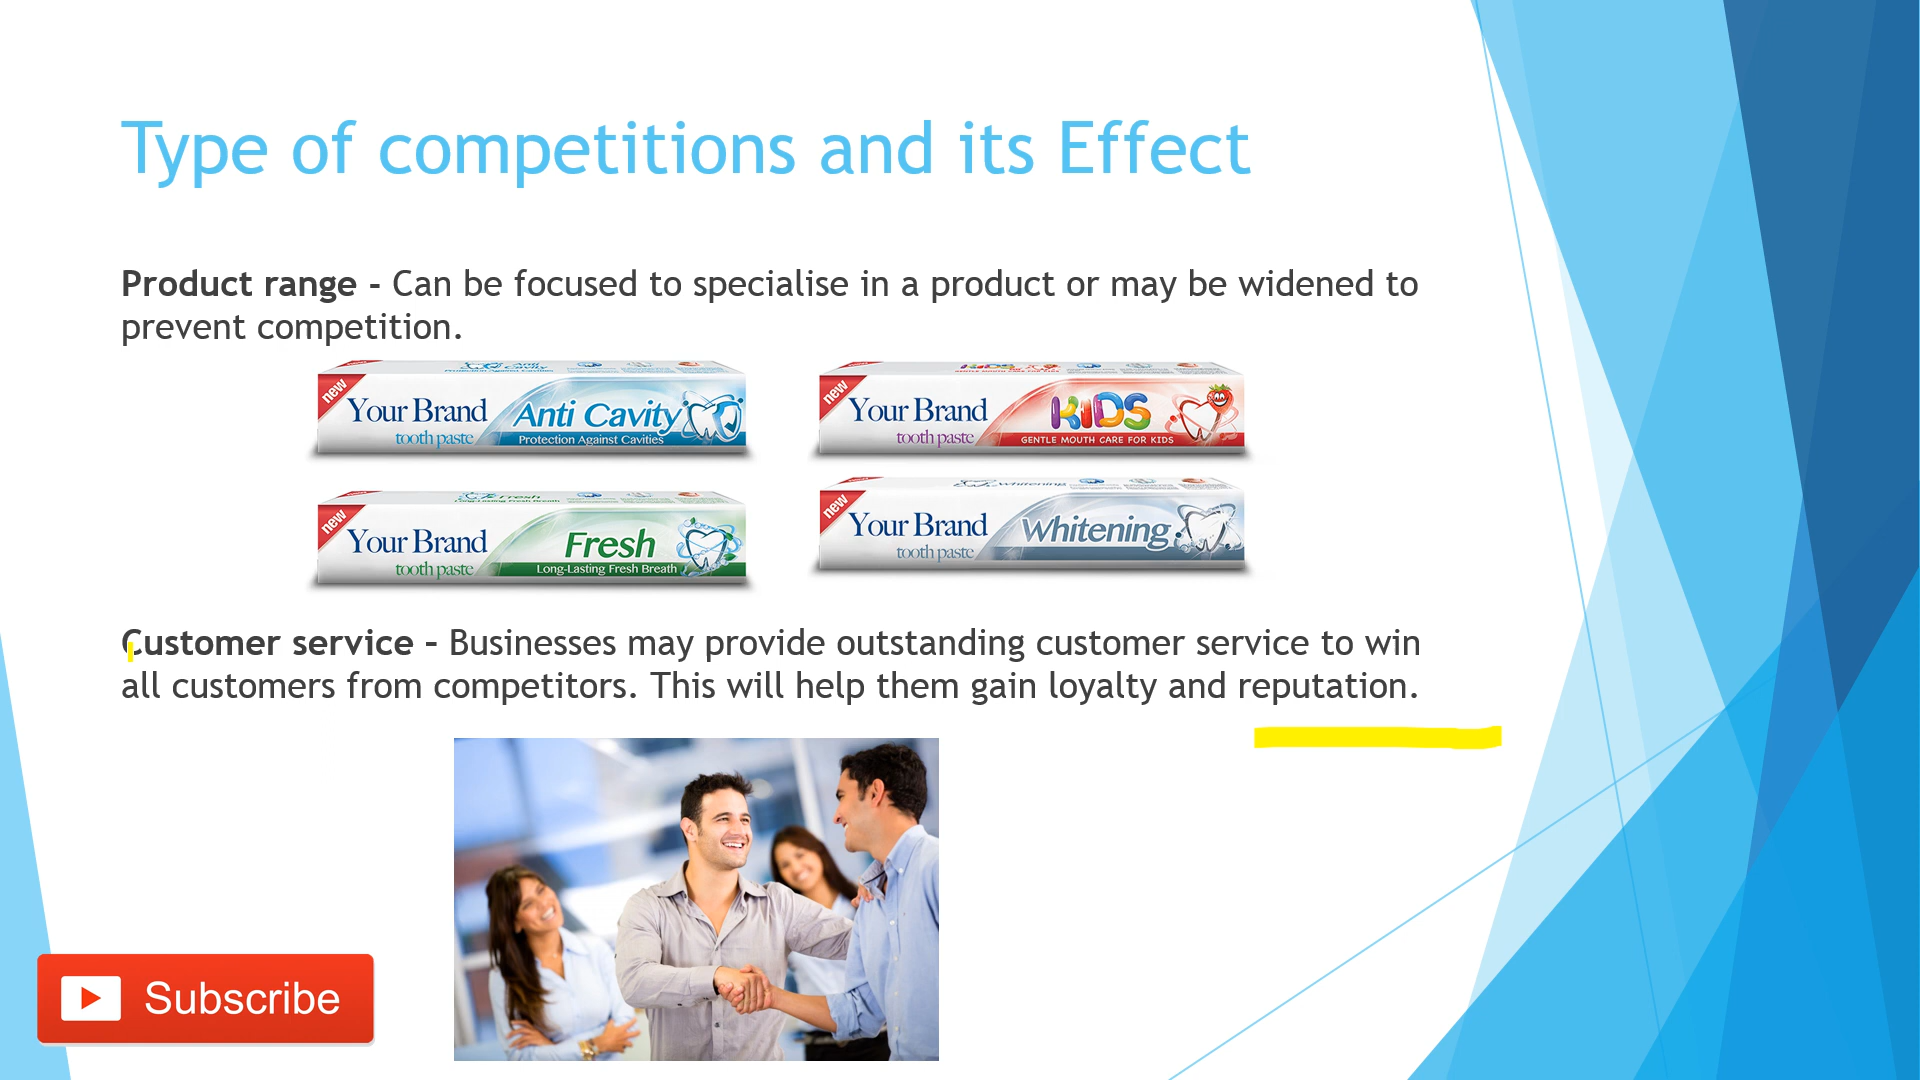 Type of competitions and its Effect
Product range - Can be focused to specialise in a product or may be widened to
prevent competition.
new
Your Brand
tooth paste
Anti Cavity
Protection Against Cavities
new
Your Brand
tooth paste
KIDS
GENTLE MOUTH CARE FOR KIDS
new
Your Brand
tooth paste
Fresh
Long-Lasting Fresh Breath
new
Your Brand
tooth paste
Whitening
Customer service – Businesses may provide outstanding customer service to win
all customers from competitors. This will help them gain loyalty and reputation.
Subscribe